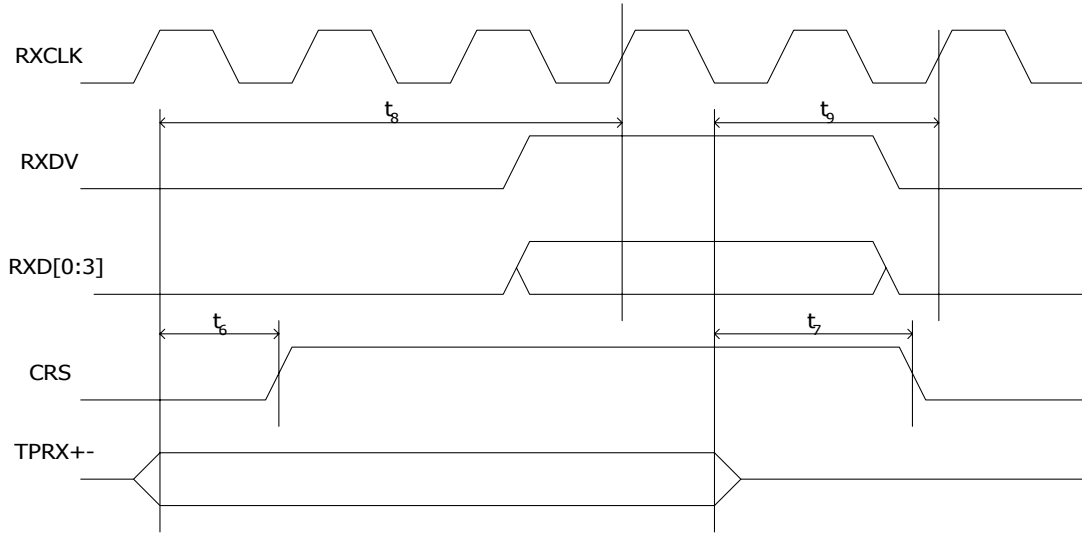 RXCLK
t8
t9
RXDV
RXD[0:3]
t6
t7
CRS
TPRX+-